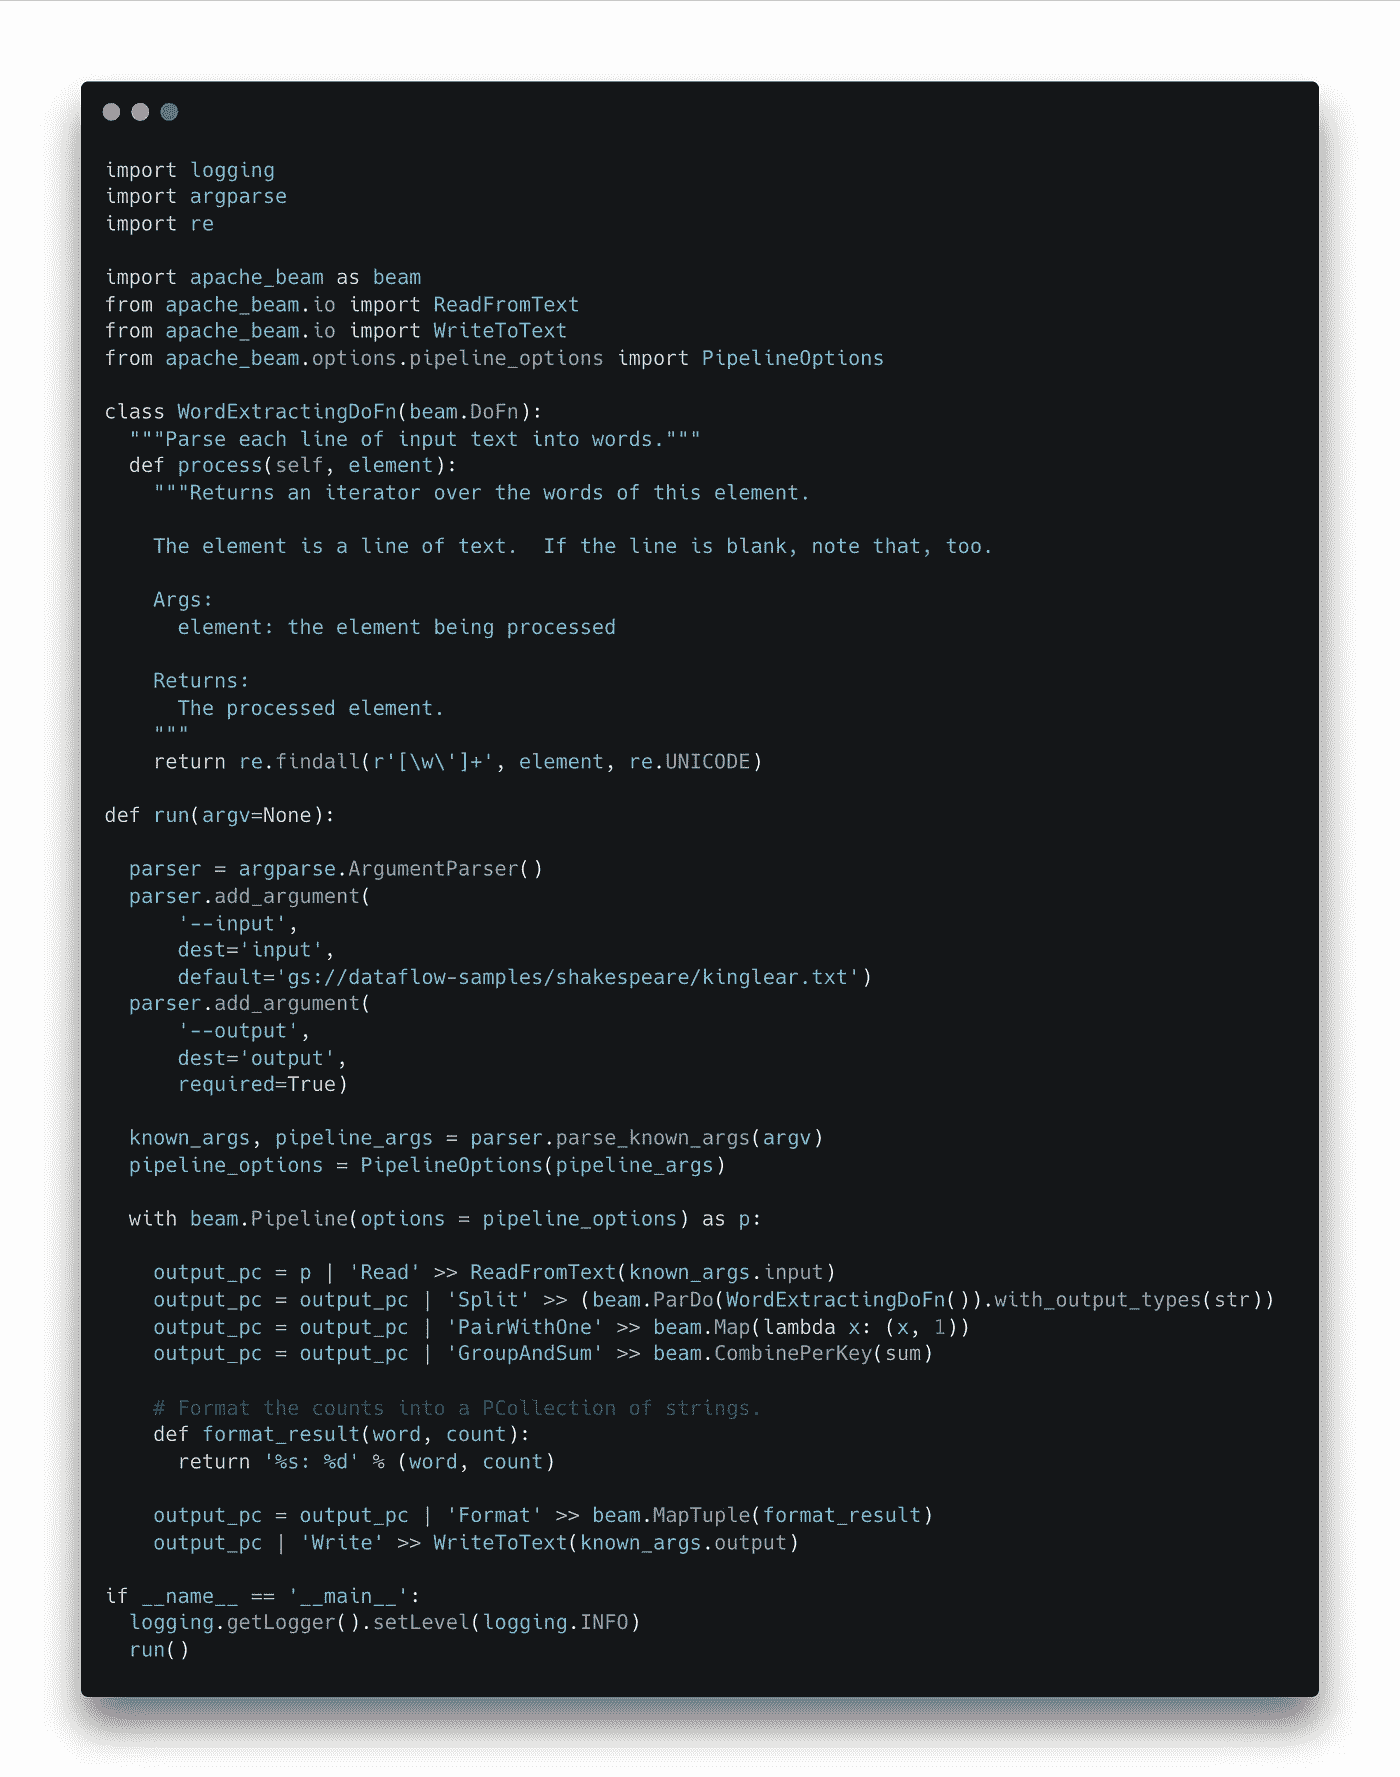 import logging
import argparse
import re
import apache_beam as beam
from apache_beam.io import ReadFromText
from apache_beam.io import WriteToText
from apache_beam.options.pipeline_options import PipelineOptions
class WordExtractingDoFn(beam.DoFn):
  """Parse each line of input text into words."""
  def process(self, element):
    """Returns an iterator over the words of this element.
    The element is a line of text.  If the line is blank, note that, too.
    Args:
      element: the element being processed
    Returns:
      The processed element.
    """
    return re.findall(r'[\w\']+', element, re.UNICODE)
def run(argv=None):
  parser = argparse.ArgumentParser()
  parser.add_argument(
      '--input',
      dest='input',
      default='gs://dataflow-samples/shakespeare/kinglear.txt')
  parser.add_argument(
      '--output',
      dest='output',
      required=True)
  known_args, pipeline_args = parser.parse_known_args(argv)
  pipeline_options = PipelineOptions(pipeline_args)
  with beam.Pipeline(options = pipeline_options) as p:
    output_pc = p | 'Read' >> ReadFromText(known_args.input)
    output_pc = output_pc | 'Split' >> (beam.ParDo(WordExtractingDoFn()).with_output_types(str))
    output_pc = output_pc | 'PairWithOne' >> beam.Map(lambda x: (x, 1))
    output_pc = output_pc | 'GroupAndSum' >> beam.CombinePerKey(sum)
    # Format the counts into a PCollection of strings.
    def format_result(word, count):
      return '%s: %d' % (word, count)
    output_pc = output_pc | 'Format' >> beam.MapTuple(format_result)
    output_pc | 'Write' >> WriteToText(known_args.output)
if __name__ == '__main__':
  logging.getLogger().setLevel(logging.INFO)
  run()